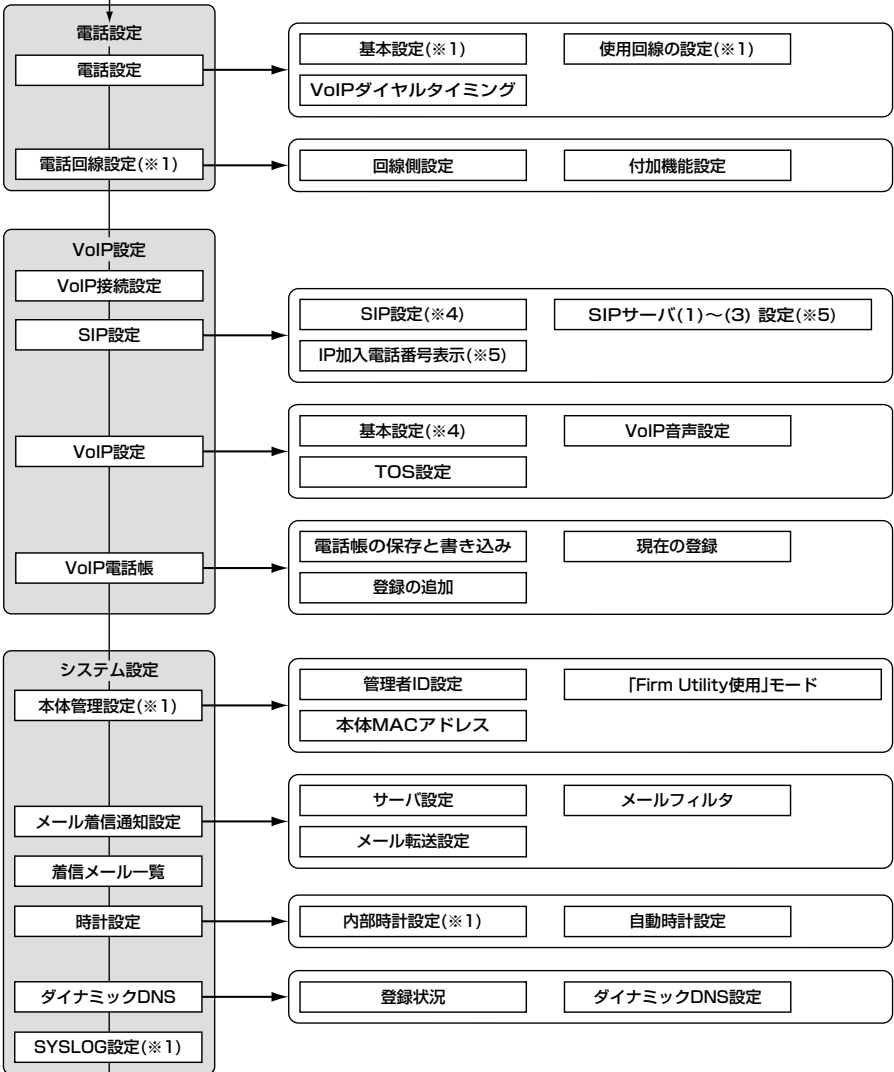 電話設定
電話設定
基本設定(※1)
使用回線の設定(※1)
VoIPダイヤルタイミング
電話回線設定(※1)
回線側設定
付加機能設定
VoIP設定
VoIP接続設定
SIP設定
SIP設定(※4)
SIPサーバ(1)～(3) 設定(※5)
IP加入電話番号表示(※5)
VoIP設定
基本設定(※4)
VoIP音声設定
TOS設定
VoIP電話帳
電話帳の保存と書き込み
現在の登録
登録の追加
システム設定
本体管理設定(※1)
管理者ID設定
「Firm Utility使用」モード
本体MACアドレス
メール着信通知設定
サーバ設定
メールフィルタ
メール転送設定
着信メール一覧
時計設定
内部時計設定(※1)
自動時計設定
ダイナミックDNS
登録状況
ダイナミックDNS設定
SYSLOG設定(※1)